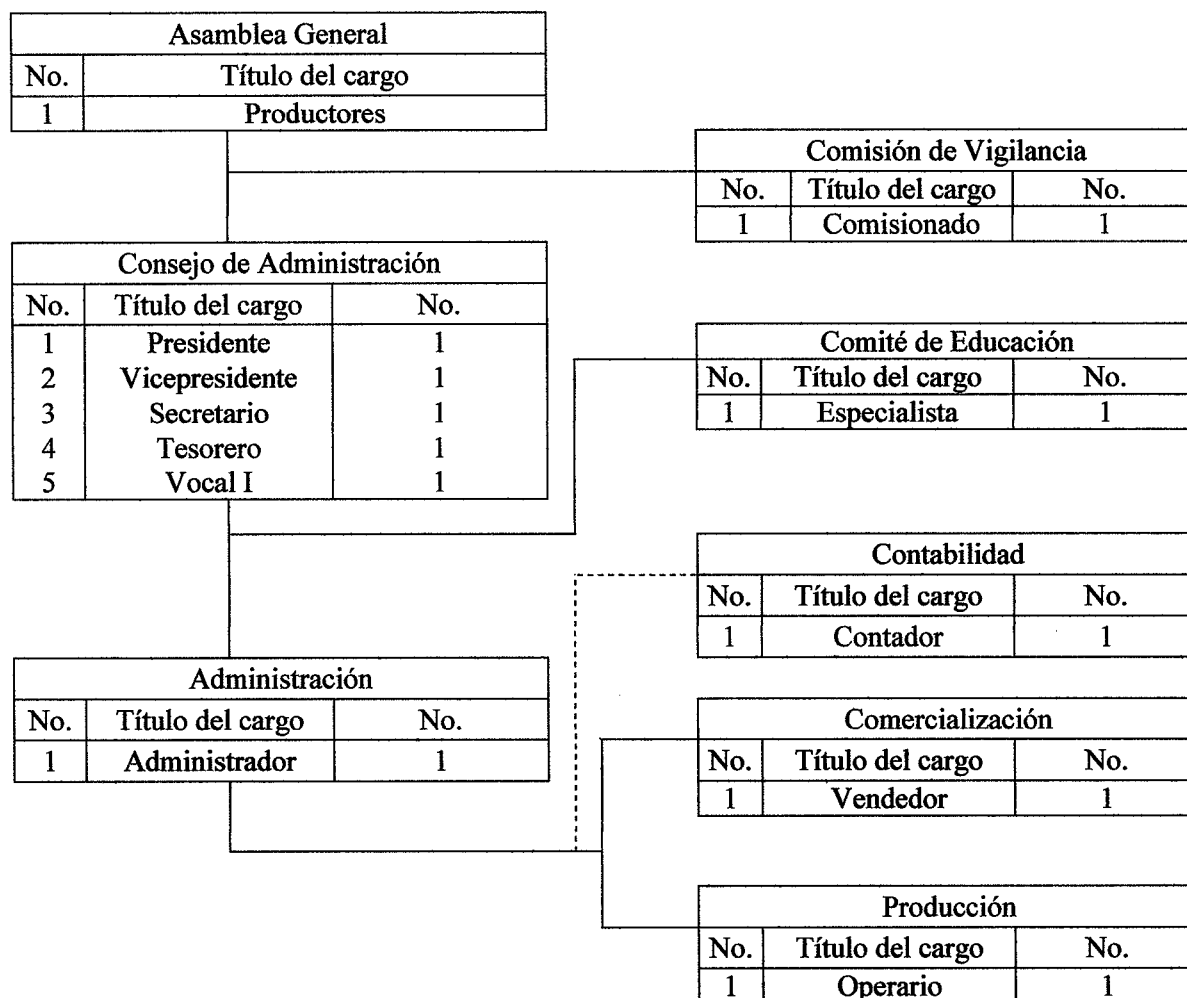 Asamblea General
No. Título del cargo
1 Productores
Comisión de Vigilancia
No. Título del cargo No.
1 Comisionado 1
Consejo de Administración
No. Título del cargo No.
1 Presidente 1
2 Vicepresidente 1
3 Secretario 1
4 Tesorero 1
5 Vocal I 1
Comité de Educación
No. Título del cargo No.
1 Especialista 1
Contabilidad
No. Título del cargo No.
1 Contador 1
Administración
No. Título del cargo No.
1 Administrador 1
Comercialización
No. Título del cargo No.
1 Vendedor 1
Producción
No. Título del cargo No.
1 Operario 1